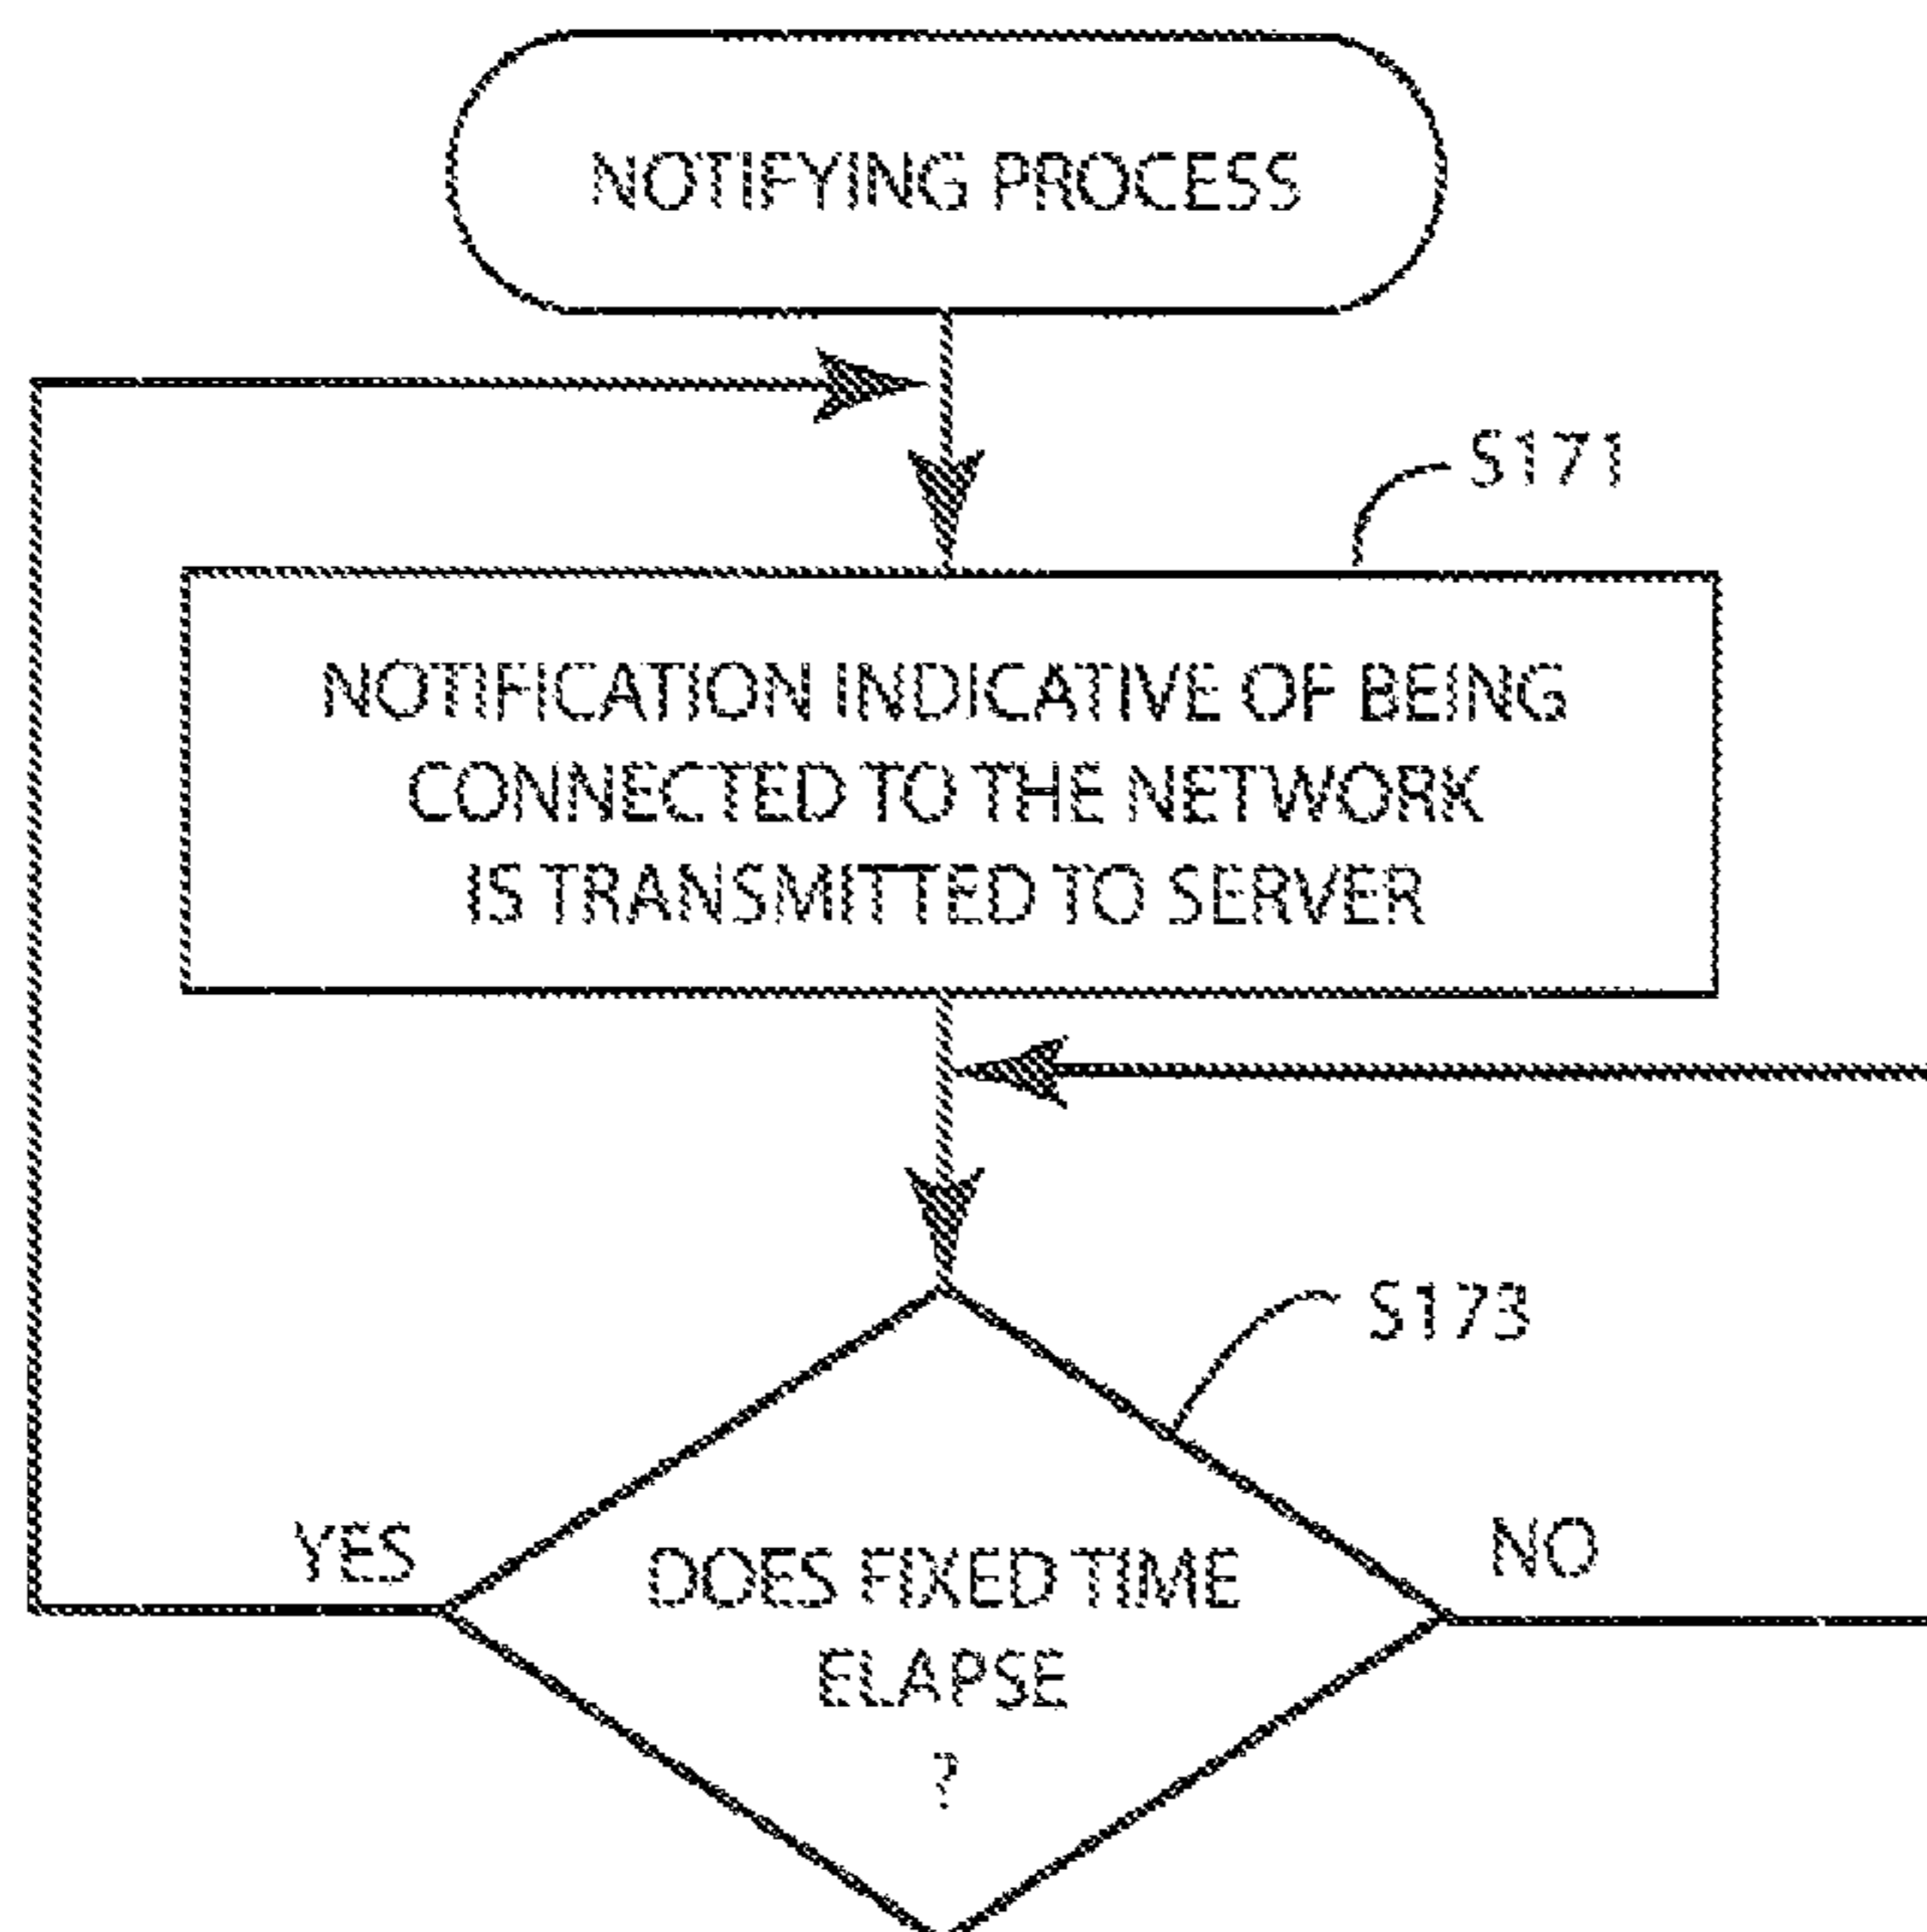 NOTIFYING PROCESS
S171
NOTIFICATION INDICATIVE OF BEING
CONNECTED TO THE NETWORK
IS TRANSMITTED TO SERVER
S173
YES
NO
DOES FIXED TIME
ELAPSE
?